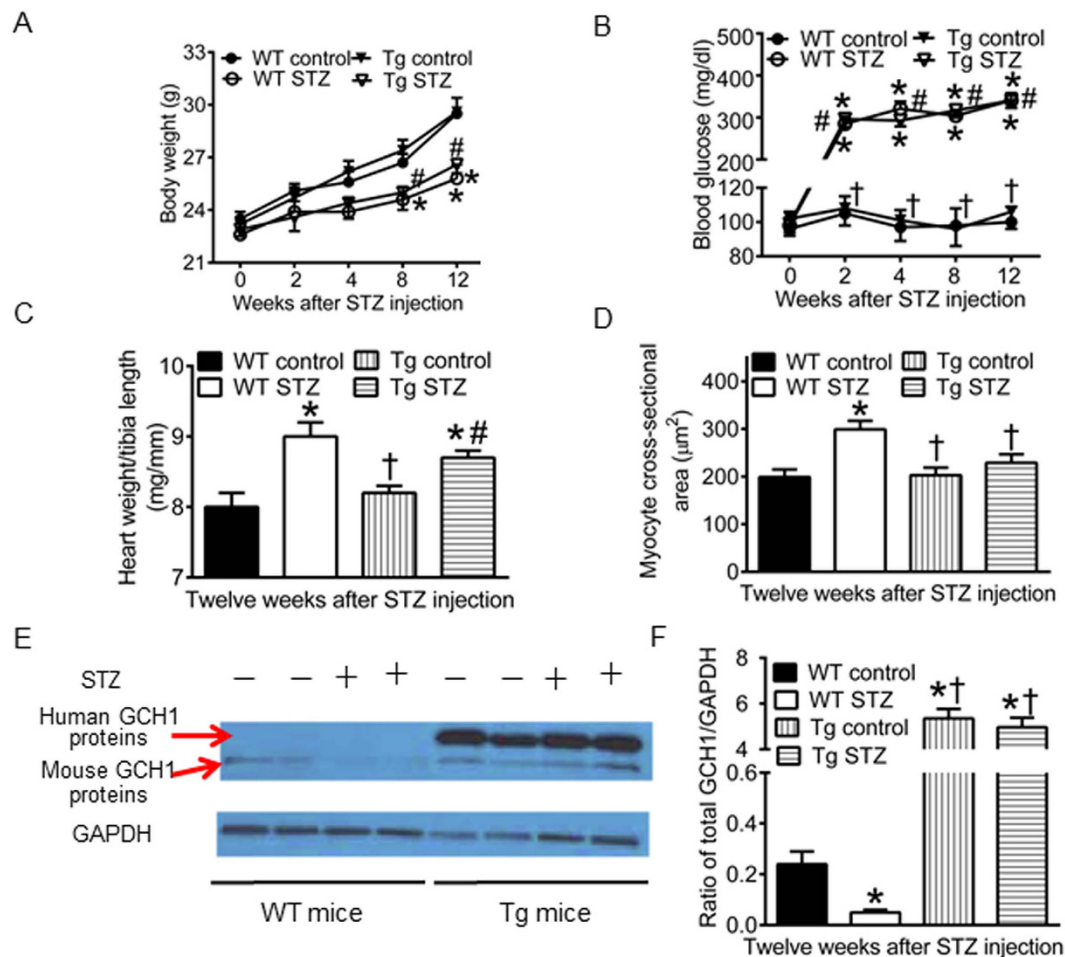 A
WT control Tg control
WT STZ Tg STZ
Body weight (g)
33
30
27
24
21
# #
* * *
0 2 4 8 12
Weeks after STZ injection
B
WT control Tg control
WT STZ Tg STZ
Blood glucose (mg/dl)
500
400
300
200
120
100
80
* * * *
# # # #
* * * *
† † † †
0 2 4 8 12
Weeks after STZ injection
C
WT control Tg control
WT STZ Tg STZ
Heart weight/tibia length
(mg/mm)
10
9
8
7
* † *#
Twelve weeks after STZ injection
D
WT control Tg control
WT STZ Tg STZ
Myocyte cross-sectional
area (μm²)
400
300
200
100
0
* † †
Twelve weeks after STZ injection
E
STZ − − + + − − + +
Human GCH1
proteins
Mouse GCH1
proteins
GAPDH
WT mice Tg mice
F
WT control
WT STZ
Tg control
Tg STZ
Ratio of total GCH1/GAPDH
8
6
4
0.6
0.4
0.2
0.0
* *† *†
Twelve weeks after STZ injection